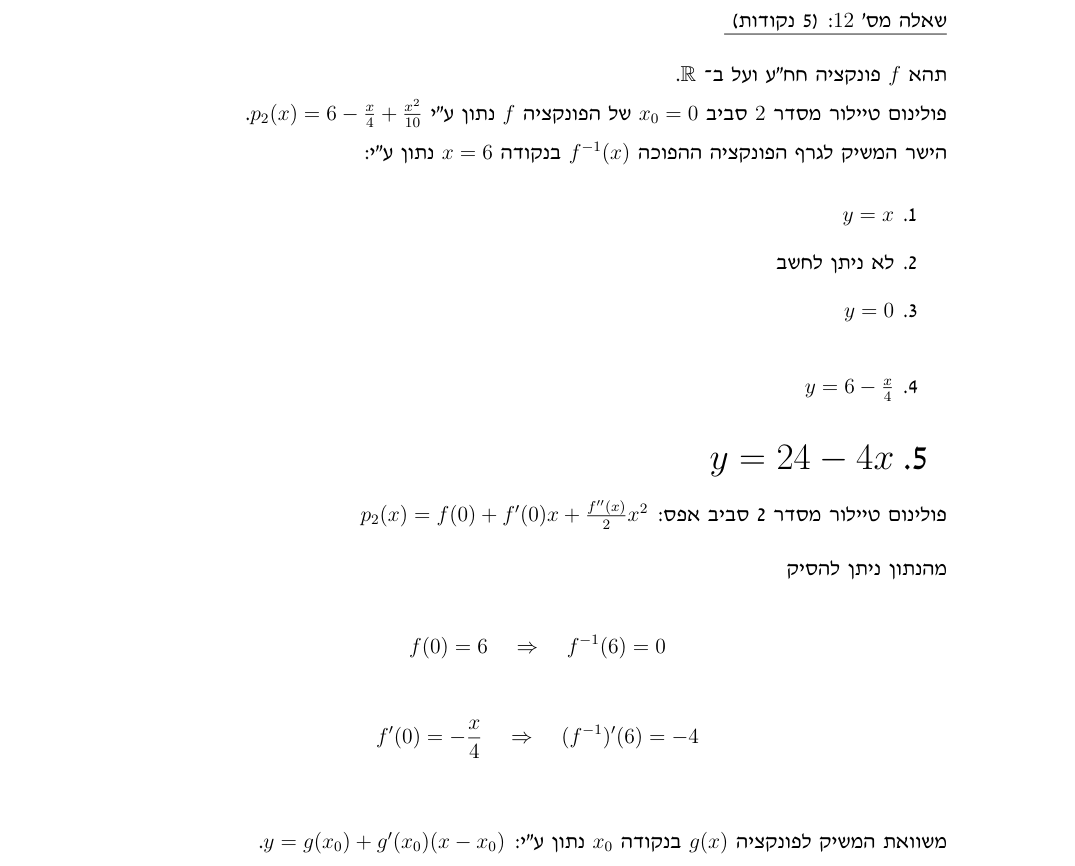 שאלה מס' 12: (5 נקודות)
תהא f פונקציה חח"ע ועל ב־ ℝ.
פולינום טיילור מסדר 2 סביב x₀ = 0 של הפונקציה f נתון ע"י p₂(x) = 6 − x/4 + x²/10.
הישר המשיק לגרף הפונקציה ההפוכה f⁻¹(x) בנקודה x = 6 נתון ע"י:
1. y = x
2. לא ניתן לחשב
3. y = 0
4. y = 6 − x/4
5. y = 24 − 4x
פולינום טיילור מסדר 2 סביב אפס: p₂(x) = f(0) + f′(0)x + f″(x)/2 x²
מהנתון ניתן להסיק
f(0) = 6 ⇒ f⁻¹(6) = 0
f′(0) = −x/4 ⇒ (f⁻¹)′(6) = −4
משוואת המשיק לפונקציה g(x) בנקודה x₀ נתון ע"י: y = g(x₀) + g′(x₀)(x − x₀).